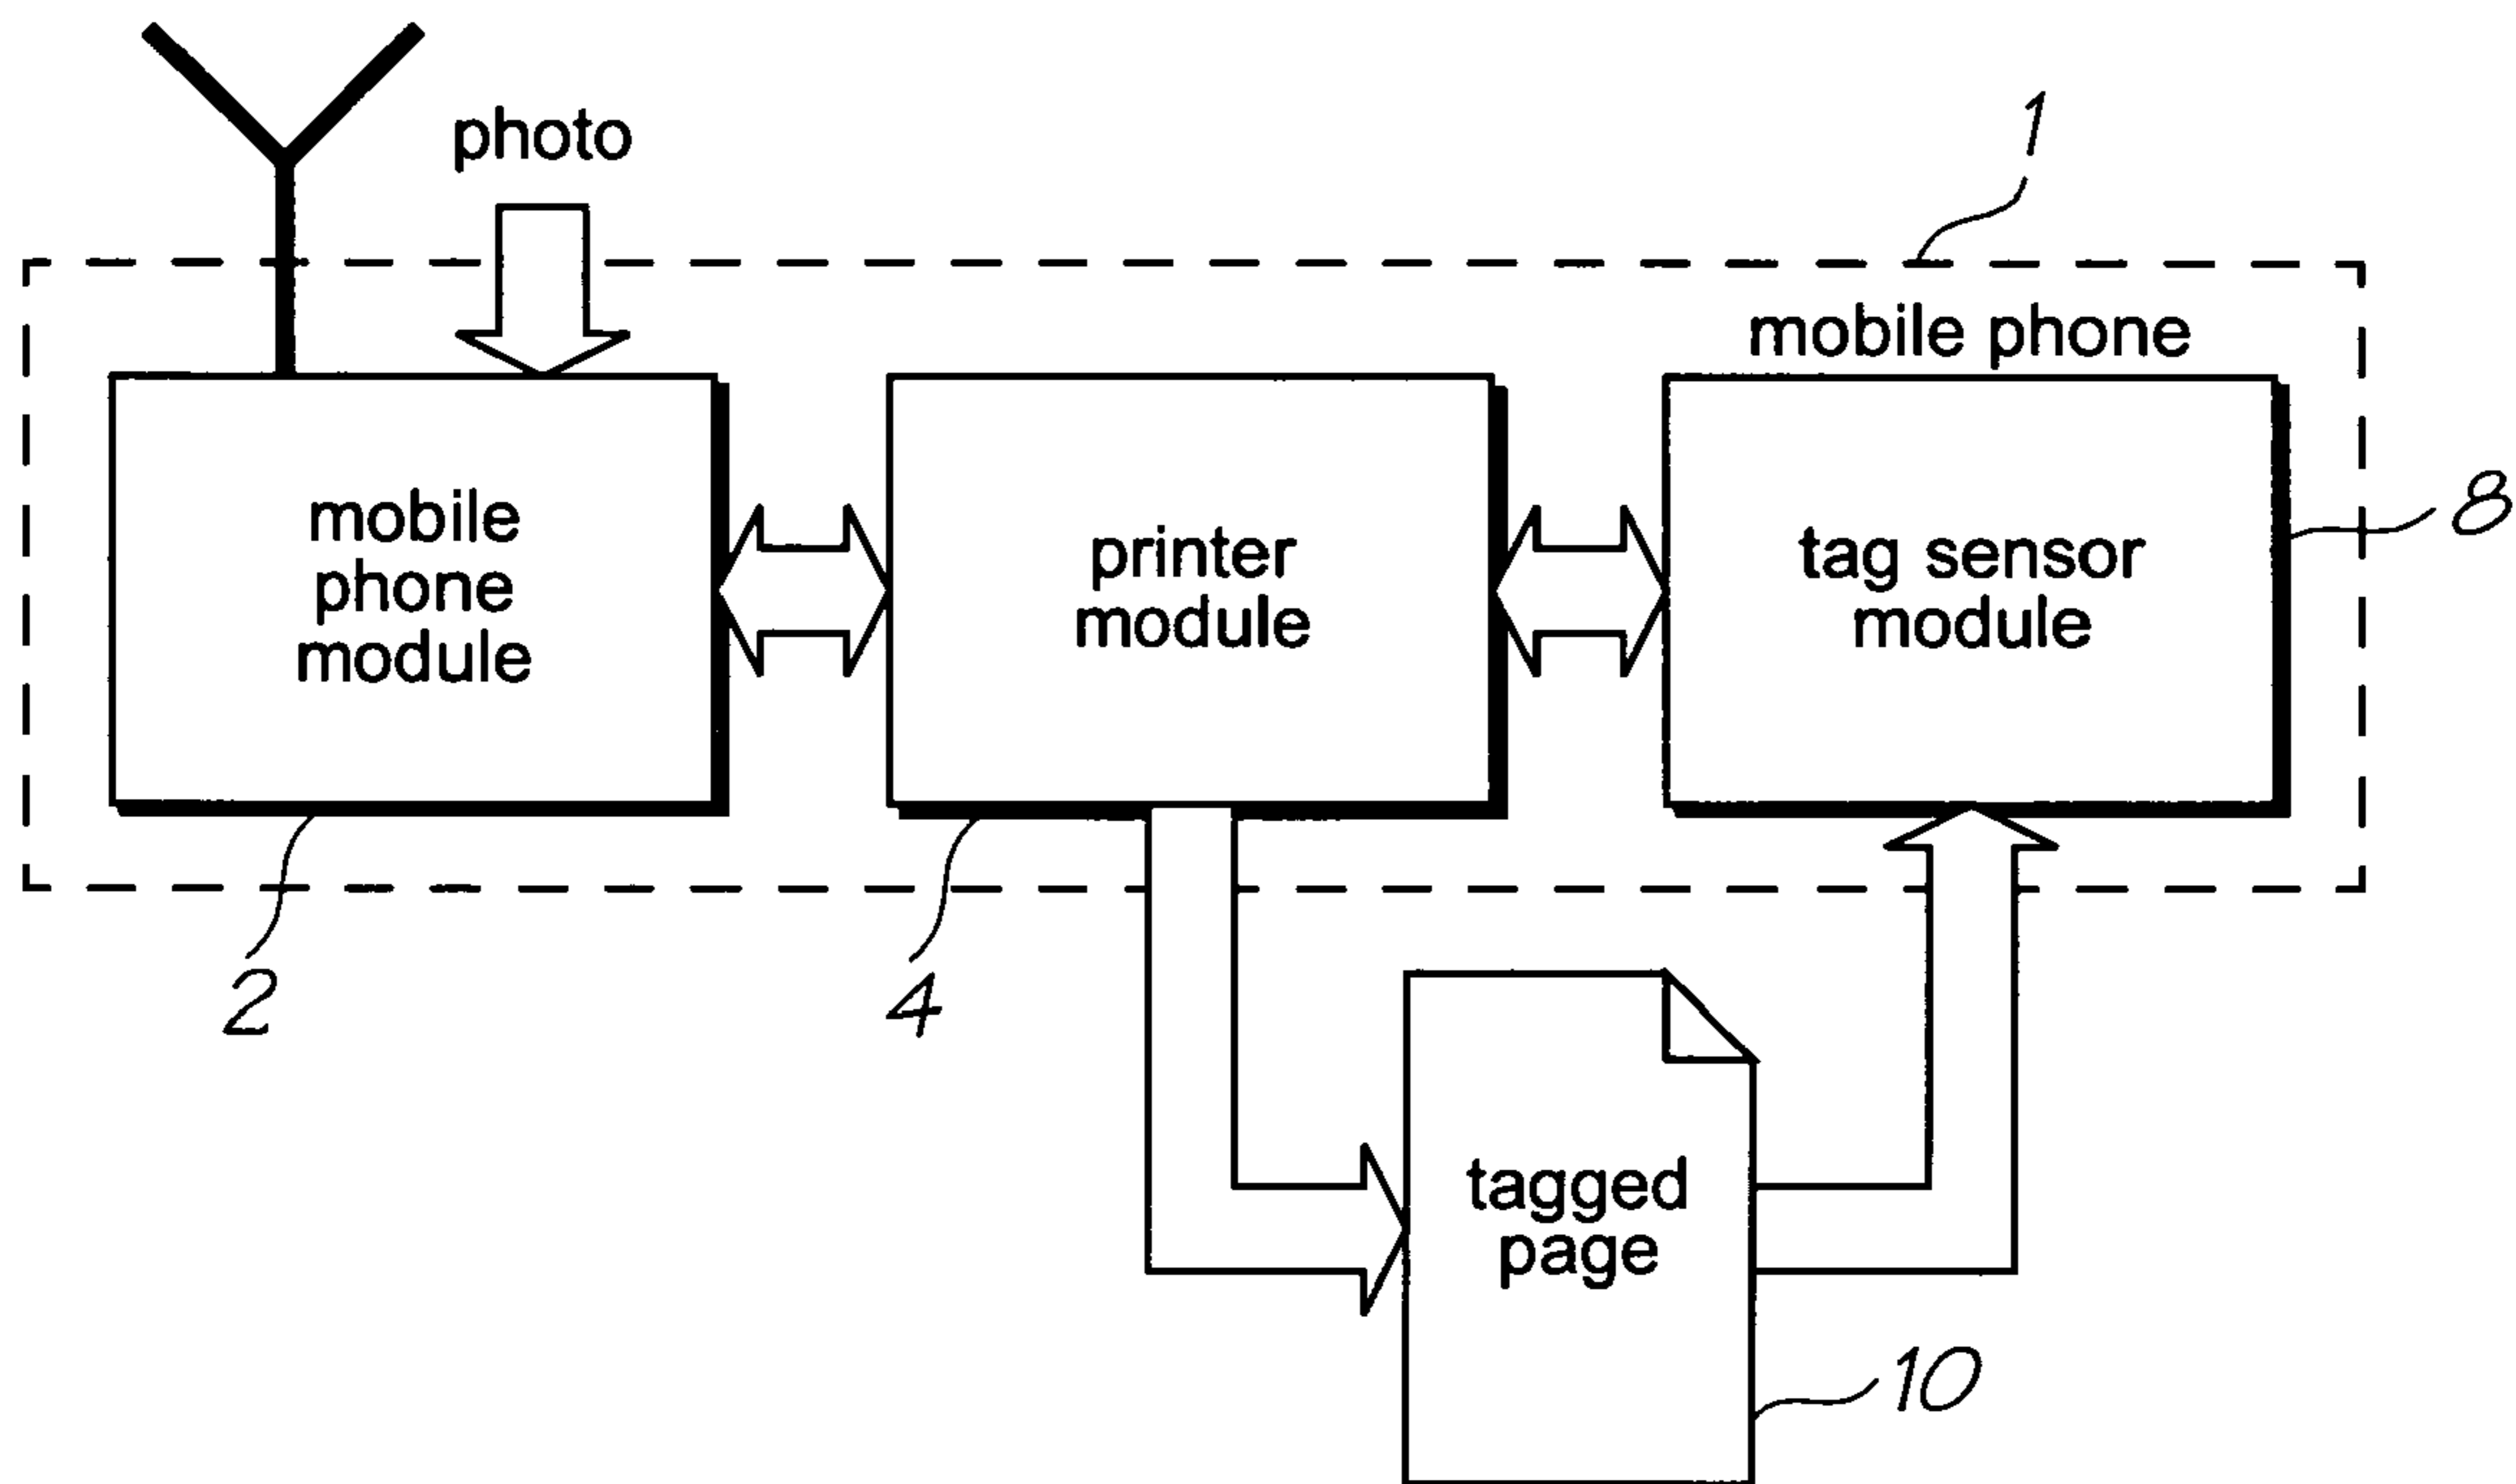 photo
1
mobile phone
mobile
phone
module
printer
module
tag sensor
module
8
2
4
tagged
page
10